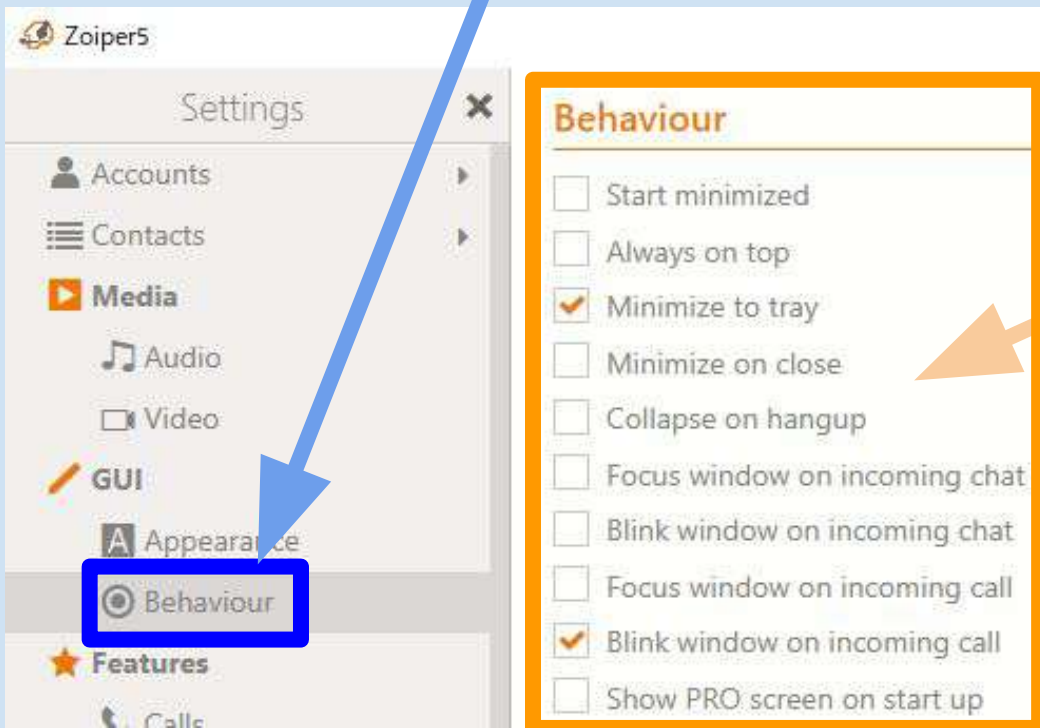 Zoiper5
Settings
Accounts
Contacts
Media
Audio
Video
GUI
Appearance
Behaviour
Features
Calls
Behaviour
Start minimized
Always on top
Minimize to tray
Minimize on close
Collapse on hangup
Focus window on incoming chat
Blink window on incoming chat
Focus window on incoming call
Blink window on incoming call
Show PRO screen on start up